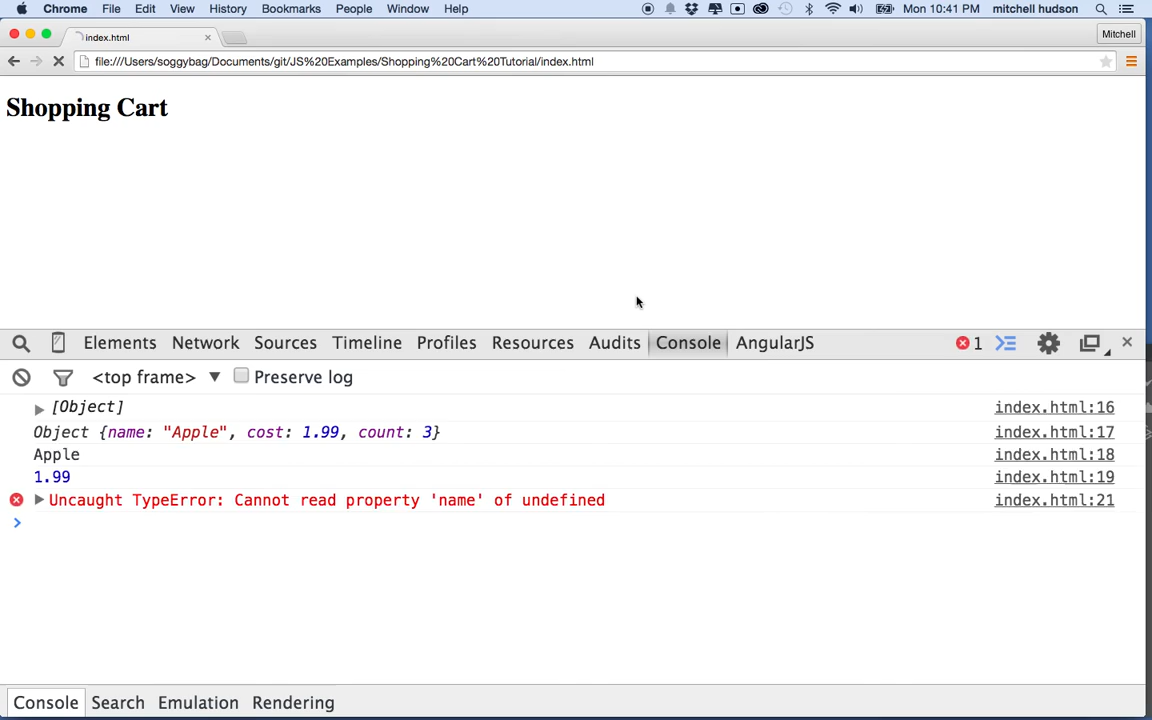 Chrome File Edit View History Bookmarks People Window Help Mon 10:41 PM mitchell hudson
index.html Mitchell
file:///Users/soggybag/Documents/git/JS%20Examples/Shopping%20Cart%20Tutorial/index.html
Shopping Cart
Elements Network Sources Timeline Profiles Resources Audits Console AngularJS 1
<top frame> Preserve log
[Object] index.html:16
Object {name: "Apple", cost: 1.99, count: 3} index.html:17
Apple index.html:18
1.99 index.html:19
Uncaught TypeError: Cannot read property 'name' of undefined index.html:21
Console Search Emulation Rendering